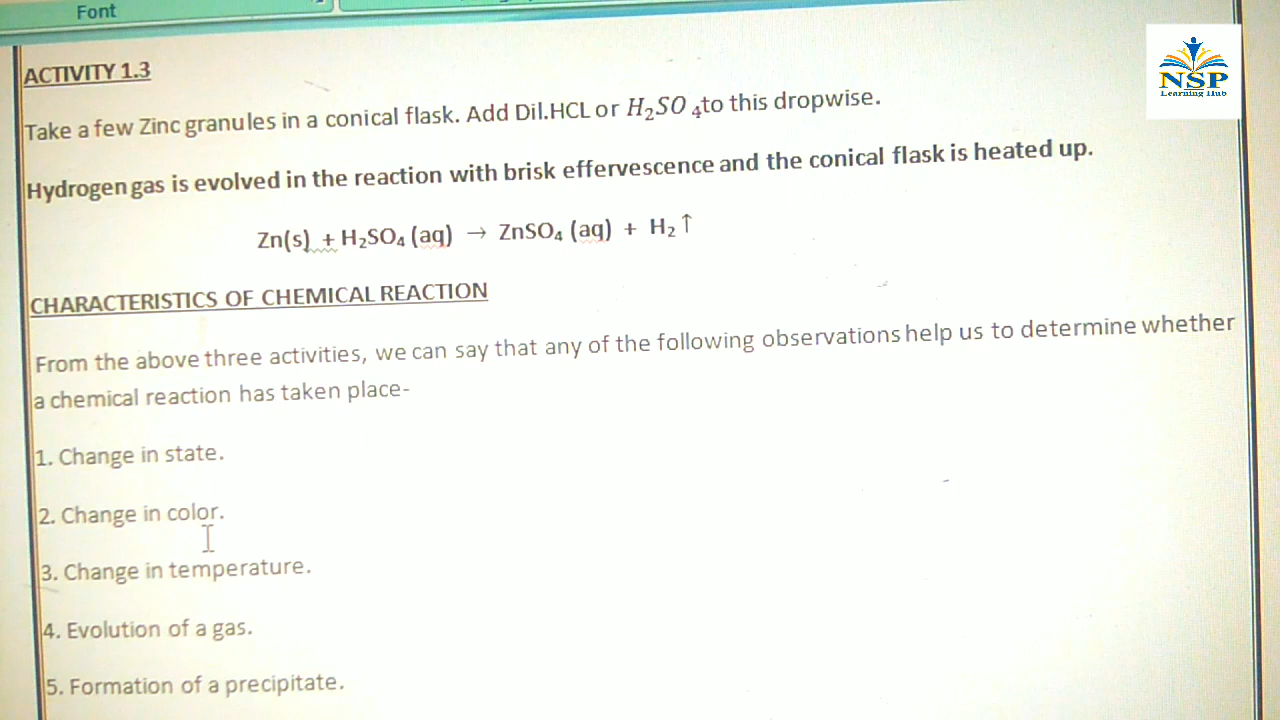 Font
NSP
Learning Hub
ACTIVITY 1.3
Take a few Zinc granules in a conical flask. Add Dil.HCL or H₂SO ₄to this dropwise.
Hydrogen gas is evolved in the reaction with brisk effervescence and the conical flask is heated up.
Zn(s) + H₂SO₄ (aq) → ZnSO₄ (aq) + H₂ ↑
CHARACTERISTICS OF CHEMICAL REACTION
From the above three activities, we can say that any of the following observations help us to determine whether
a chemical reaction has taken place-
1. Change in state.
2. Change in color.
3. Change in temperature.
4. Evolution of a gas.
5. Formation of a precipitate.